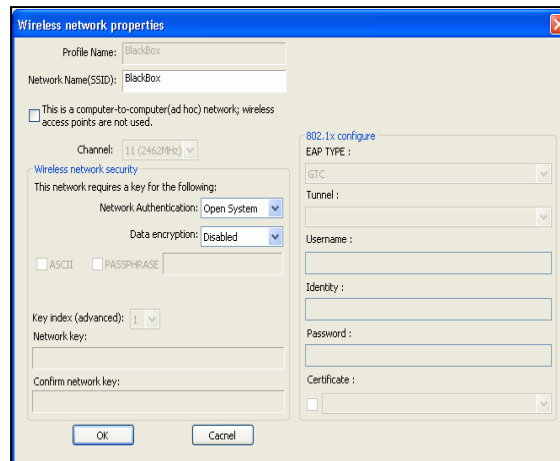 Wireless network properties
Profile Name: BlackBox
Network Name(SSID): BlackBox
This is a computer-to-computer(ad hoc) network; wireless
access points are not used.
Channel: 11 (2462MHz)
Wireless network security
This network requires a key for the following:
Network Authentication: Open System
Data encryption: Disabled
ASCII PASSPHRASE
Key index (advanced): 1
Network key:
Confirm network key:
OK Cacnel
802.1x configure
EAP TYPE :
GTC
Tunnel :
Username :
Identity :
Password :
Certificate :